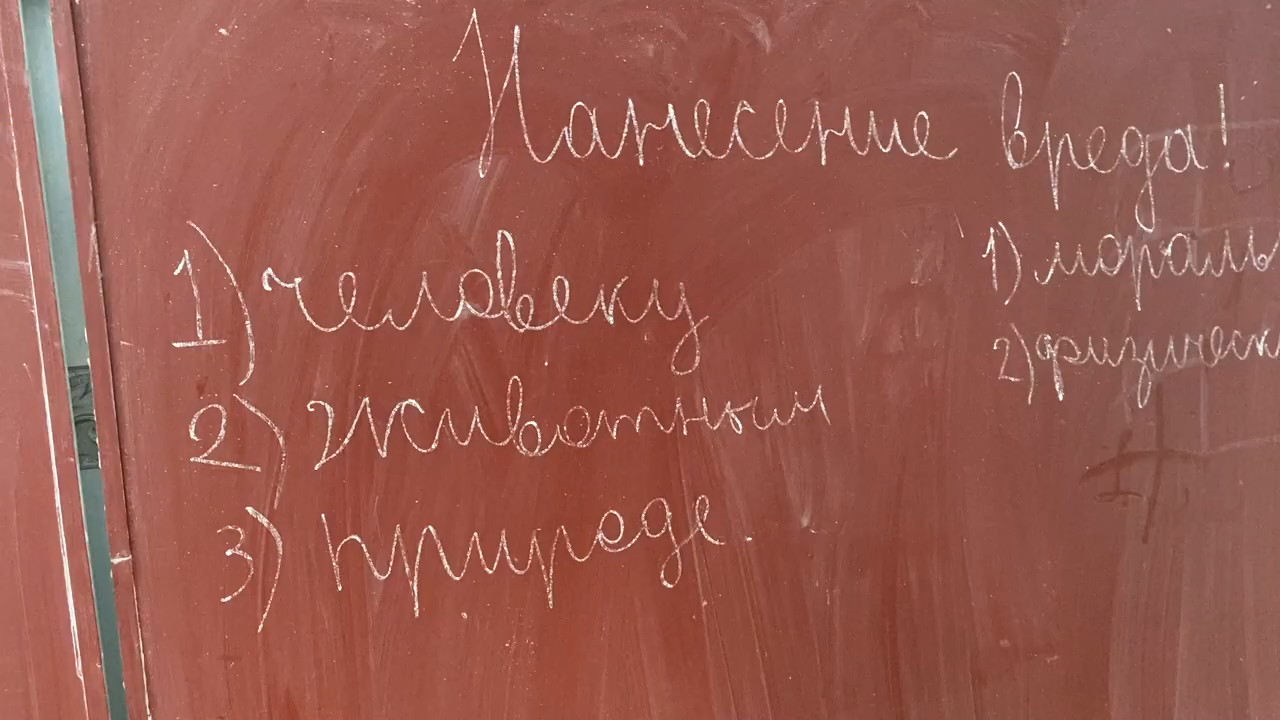 Нанесение вреда!
1) человеку
2) животным
3) природе.
1) мораль
2) физическ